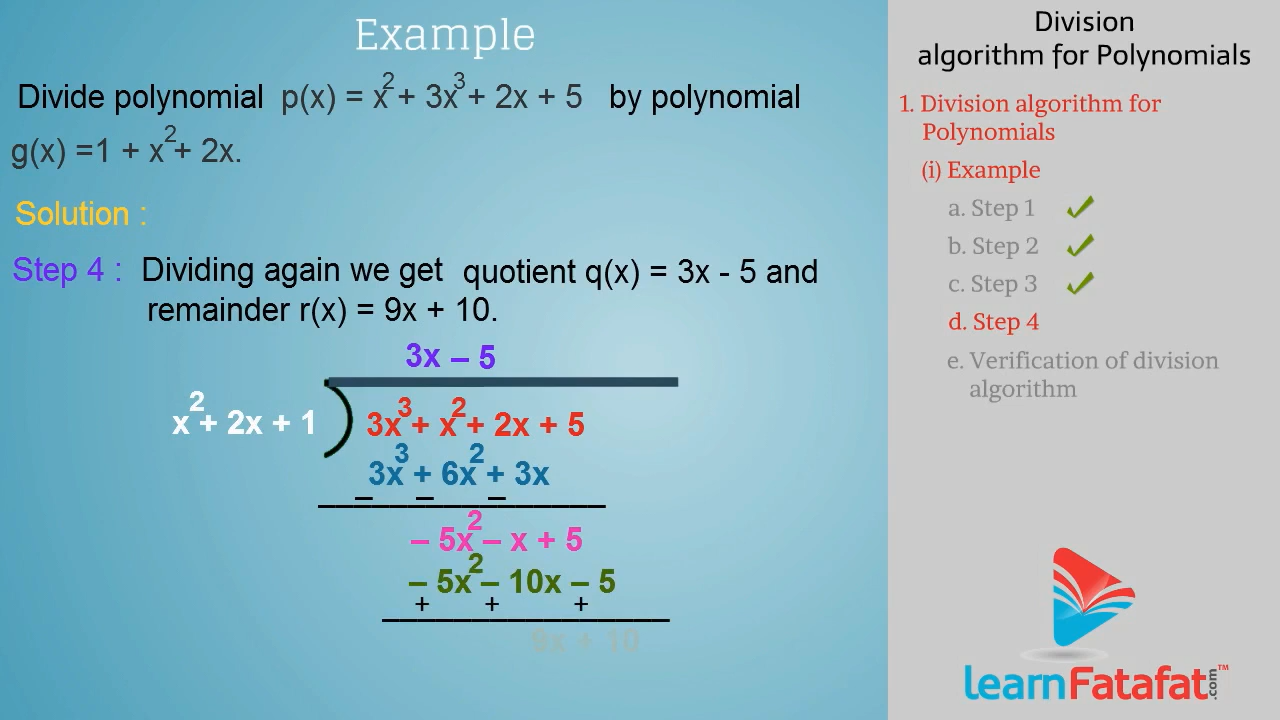 Example
Divide polynomial p(x) = x² + 3x³ + 2x + 5 by polynomial
g(x) =1 + x² + 2x.
Solution :
Step 4 : Dividing again we get quotient q(x) = 3x - 5 and
remainder r(x) = 9x + 10.
3x – 5
x² + 2x + 1 ) 3x³ + x² + 2x + 5
3x³ + 6x² + 3x
– – –
– 5x² – x + 5
– 5x² – 10x – 5
+ + +
9x + 10
Division
algorithm for Polynomials
1. Division algorithm for
Polynomials
(i) Example
a. Step 1 ✓
b. Step 2 ✓
c. Step 3 ✓
d. Step 4
e. Verification of division
algorithm
learnFatafat.com™